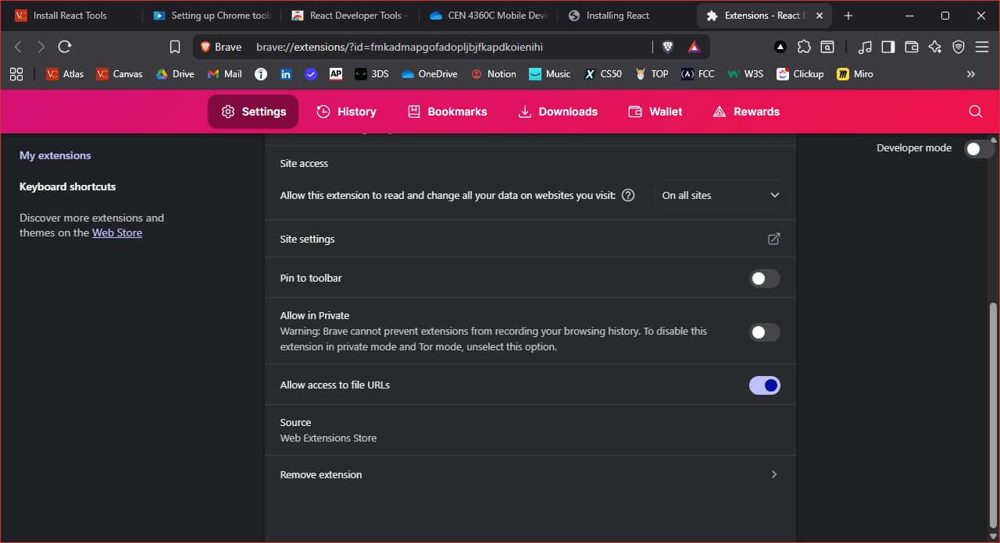 Install React Tools
Setting up Chrome tools
React Developer Tools -
CEN 4360C Mobile Devi
Installing React
Extensions - React D
Brave
brave://extensions/?id=fmkadmapgofadopljbjfkapdkoienihi
Atlas
Canvas
Drive
Mail
AP
3DS
OneDrive
Notion
Music
CS50
TOP
FCC
W3S
Clickup
Miro
Settings
History
Bookmarks
Downloads
Wallet
Rewards
My extensions
Keyboard shortcuts
Discover more extensions and
themes on the Web Store
Developer mode
Site access
Allow this extension to read and change all your data on websites you visit:
On all sites
Site settings
Pin to toolbar
Allow in Private
Warning: Brave cannot prevent extensions from recording your browsing history. To disable this
extension in private mode and Tor mode, unselect this option.
Allow access to file URLs
Source
Web Extensions Store
Remove extension